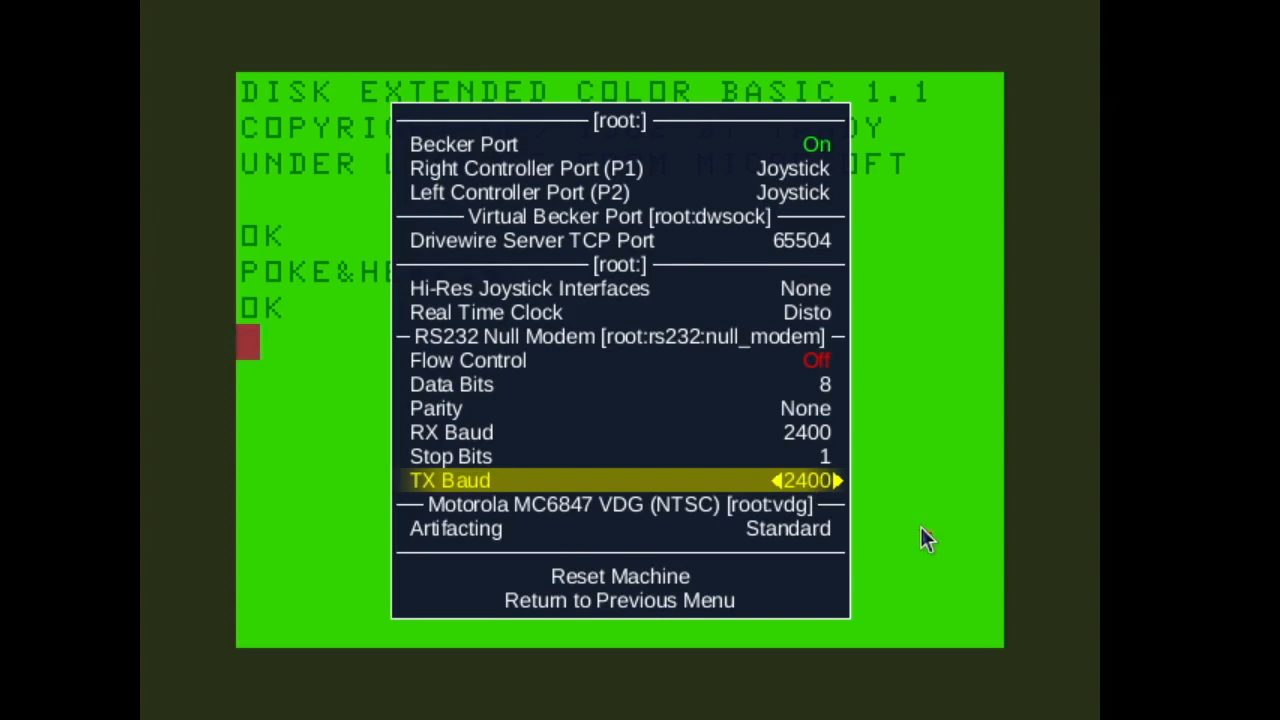 DISK EXTENDED COLOR BASIC 1.1
COPYRI
UNDER
OK
POKE&HE
OK
[root:]
Becker Port On
Right Controller Port (P1) Joystick
Left Controller Port (P2) Joystick
Virtual Becker Port [root:dwsock]
Drivewire Server TCP Port 65504
[root:]
Hi-Res Joystick Interfaces None
Real Time Clock Disto
RS232 Null Modem [root:rs232:null_modem]
Flow Control Off
Data Bits 8
Parity None
RX Baud 2400
Stop Bits 1
TX Baud 2400
Motorola MC6847 VDG (NTSC) [root:vdg]
Artifacting Standard
Reset Machine
Return to Previous Menu